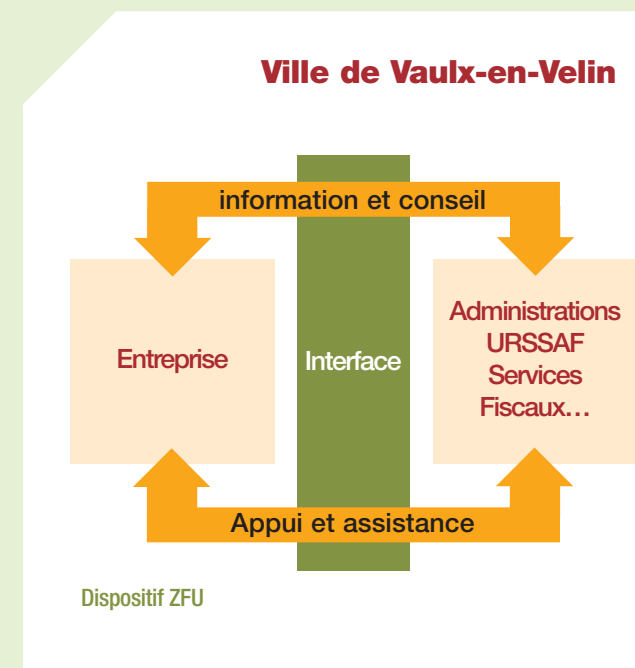 Ville de Vaulx-en-Velin
information et conseil
Entreprise
Interface
Administrations
URSSAF
Services
Fiscaux…
Appui et assistance
Dispositif ZFU